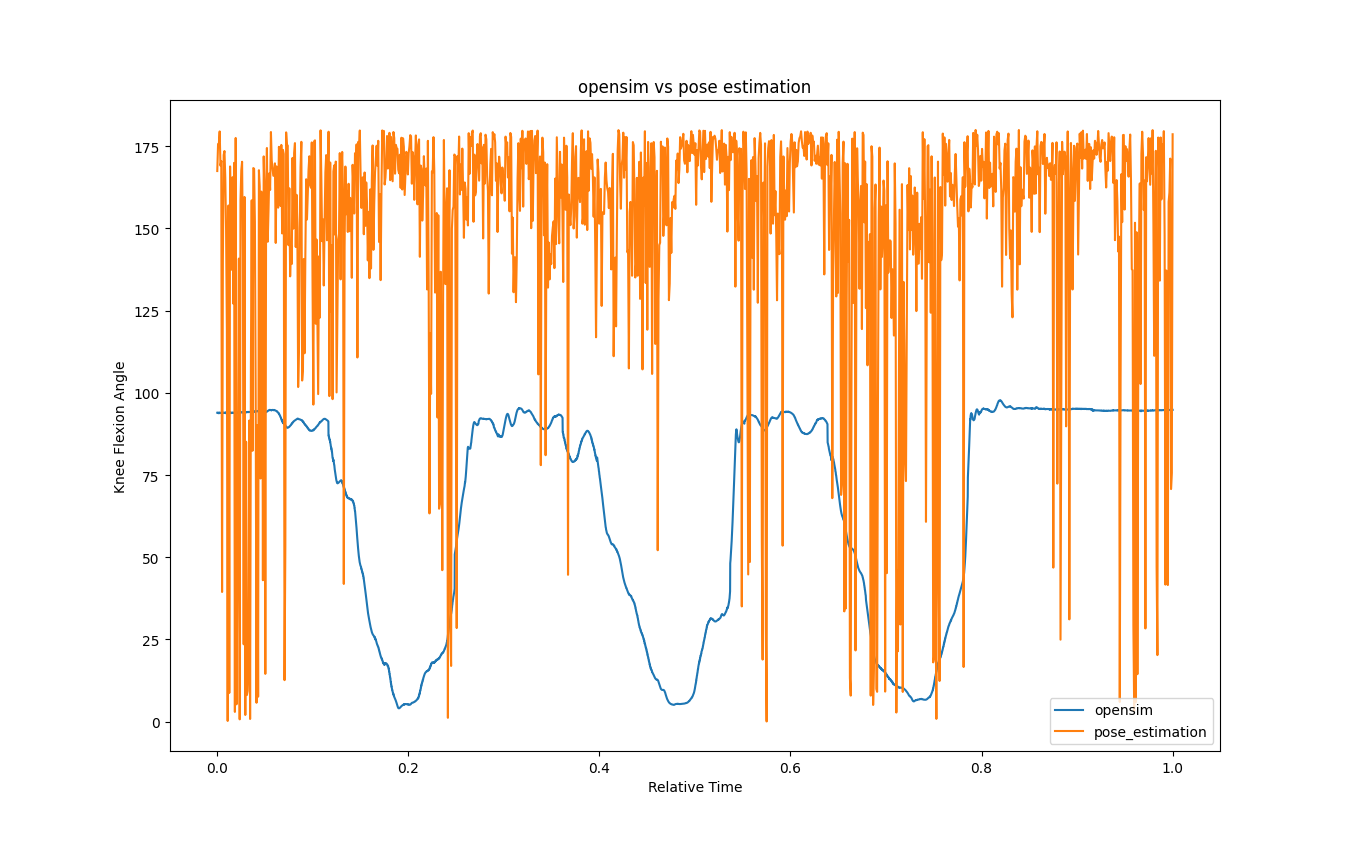 opensim vs pose estimation
175
150
125
100
75
50
25
0
Knee Flexion Angle
0.0 0.2 0.4 0.6 0.8 1.0
Relative Time
opensim
pose_estimation